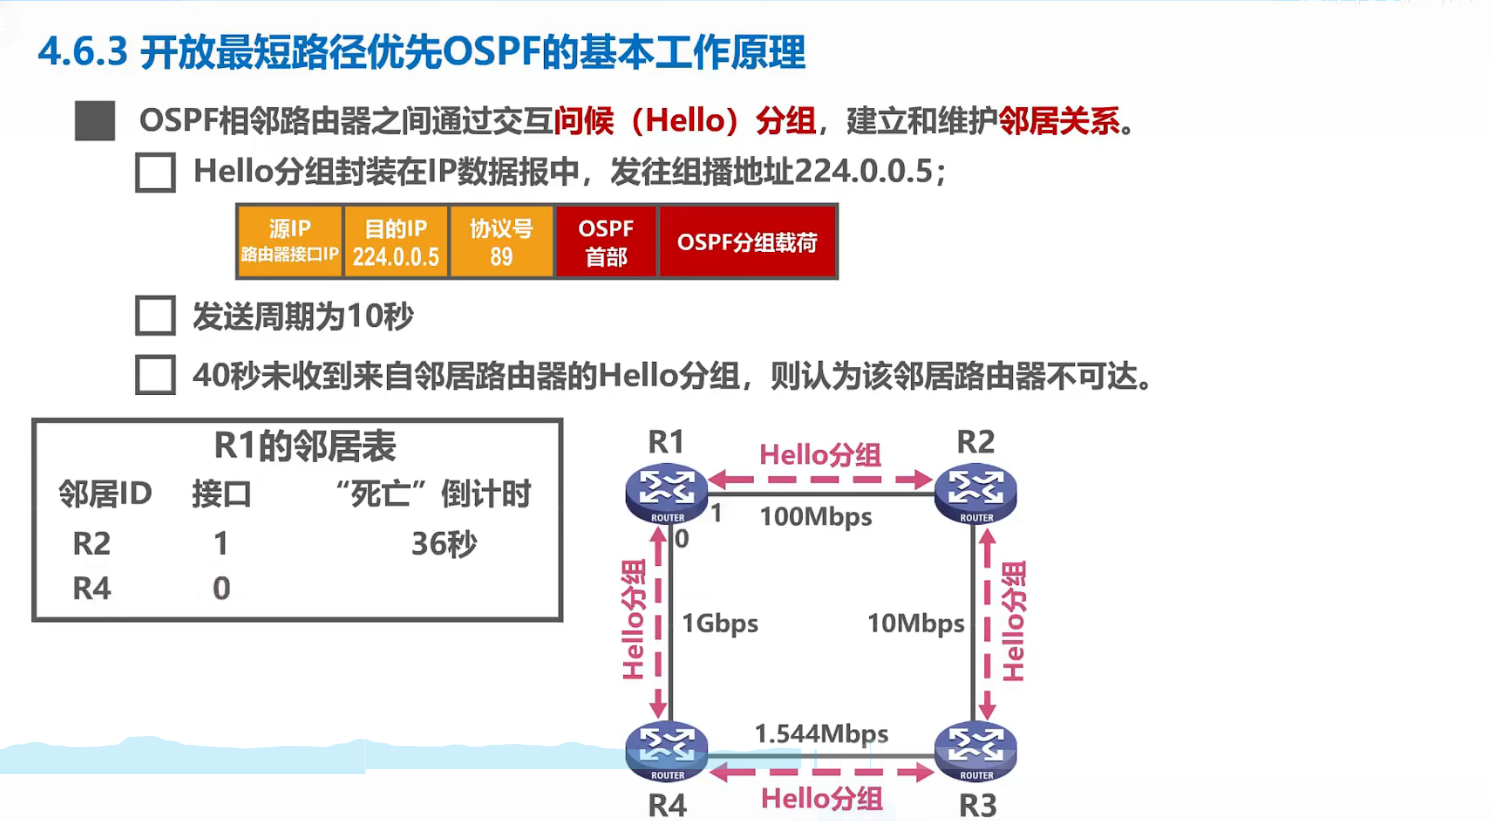 4.6.3 开放最短路径优先OSPF的基本工作原理
OSPF相邻路由器之间通过交互问候（Hello）分组，建立和维护邻居关系。
Hello分组封装在IP数据报中，发往组播地址224.0.0.5；
源IP 路由器接口IP
目的IP 224.0.0.5
协议号 89
OSPF 首部
OSPF分组载荷
发送周期为10秒
40秒未收到来自邻居路由器的Hello分组，则认为该邻居路由器不可达。
R1的邻居表
邻居ID 接口 “死亡”倒计时
R2 1 36秒
R4 0
R1 Hello分组 R2
ROUTER 1 100Mbps ROUTER
0
Hello分组 1Gbps 10Mbps Hello分组
1.544Mbps
ROUTER ROUTER
R4 Hello分组 R3